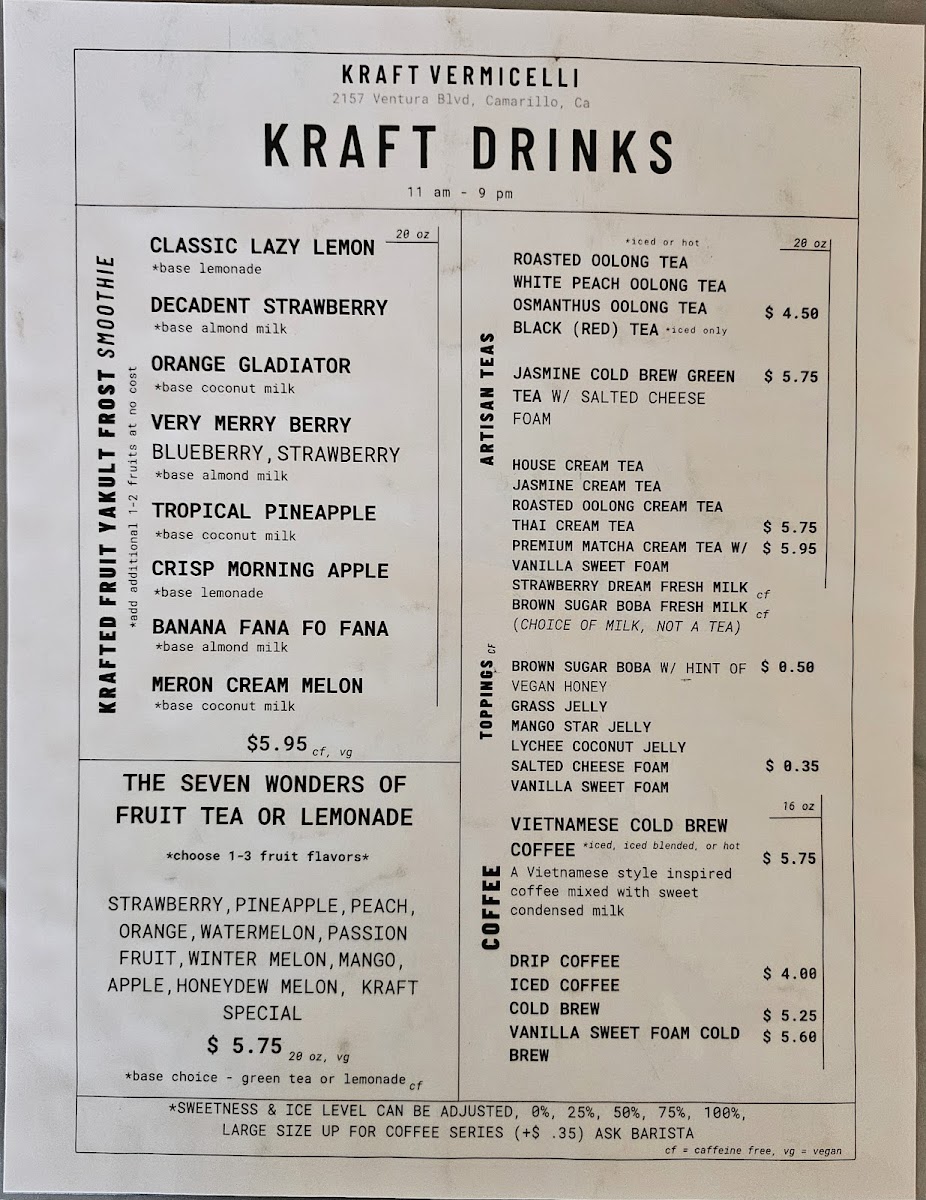 KRAFT VERMICELLI
2157 Ventura Blvd, Camarillo, Ca
KRAFT DRINKS
11 am - 9 pm
KRAFTED FRUIT YAKULT FROST SMOOTHIE
*add additional 1-2 fruits at no cost
20 oz
CLASSIC LAZY LEMON
*base lemonade
DECADENT STRAWBERRY
*base almond milk
ORANGE GLADIATOR
*base coconut milk
VERY MERRY BERRY
BLUEBERRY, STRAWBERRY
*base almond milk
TROPICAL PINEAPPLE
*base coconut milk
CRISP MORNING APPLE
*base lemonade
BANANA FANA FO FANA
*base almond milk
MERON CREAM MELON
*base coconut milk
$5.95 cf, vg
THE SEVEN WONDERS OF
FRUIT TEA OR LEMONADE
*choose 1-3 fruit flavors*
STRAWBERRY, PINEAPPLE, PEACH,
ORANGE, WATERMELON, PASSION
FRUIT, WINTER MELON, MANGO,
APPLE, HONEYDEW MELON, KRAFT
SPECIAL
$ 5.75 20 oz, vg
*base choice - green tea or lemonade cf
ARTISAN TEAS
*iced or hot 20 oz
ROASTED OOLONG TEA
WHITE PEACH OOLONG TEA
OSMANTHUS OOLONG TEA $ 4.50
BLACK (RED) TEA *iced only
JASMINE COLD BREW GREEN $ 5.75
TEA W/ SALTED CHEESE
FOAM
HOUSE CREAM TEA
JASMINE CREAM TEA
ROASTED OOLONG CREAM TEA
THAI CREAM TEA $ 5.75
PREMIUM MATCHA CREAM TEA W/ $ 5.95
VANILLA SWEET FOAM
STRAWBERRY DREAM FRESH MILK cf
BROWN SUGAR BOBA FRESH MILK cf
(CHOICE OF MILK, NOT A TEA)
TOPPINGS CF
BROWN SUGAR BOBA W/ HINT OF $ 0.50
VEGAN HONEY
GRASS JELLY
MANGO STAR JELLY
LYCHEE COCONUT JELLY
SALTED CHEESE FOAM $ 0.35
VANILLA SWEET FOAM
COFFEE
16 oz
VIETNAMESE COLD BREW
COFFEE *iced, iced blended, or hot $ 5.75
A Vietnamese style inspired
coffee mixed with sweet
condensed milk
DRIP COFFEE $ 4.00
ICED COFFEE
COLD BREW $ 5.25
VANILLA SWEET FOAM COLD $ 5.60
BREW
*SWEETNESS & ICE LEVEL CAN BE ADJUSTED, 0%, 25%, 50%, 75%, 100%,
LARGE SIZE UP FOR COFFEE SERIES (+$ .35) ASK BARISTA
cf = caffeine free, vg = vegan